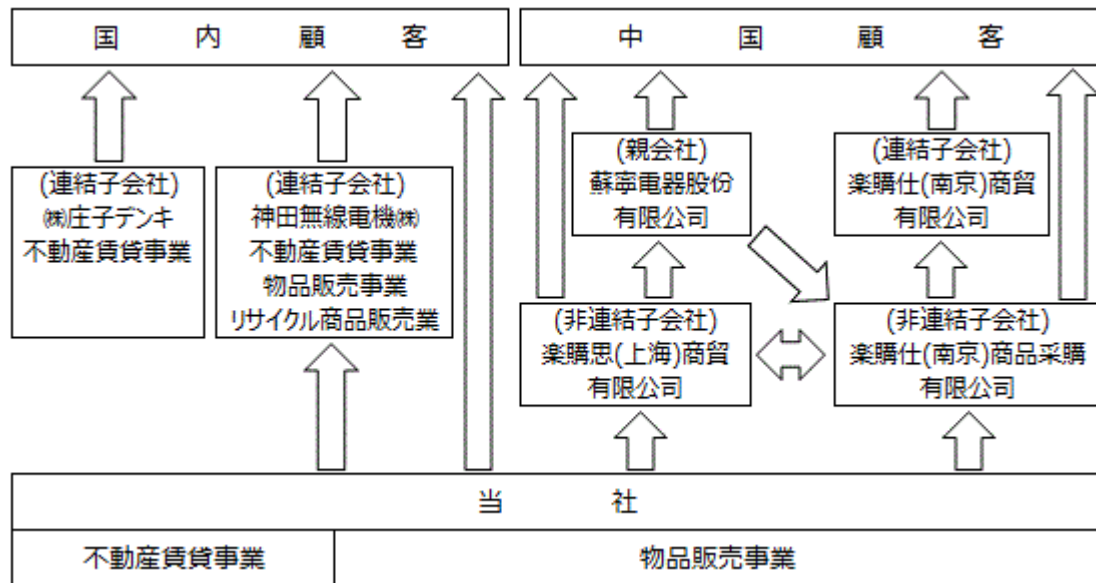 国内顧客
中国顧客
(連結子会社)
㈱庄子デンキ
不動産賃貸事業
(連結子会社)
神田無線電機㈱
不動産賃貸事業
物品販売事業
リサイクル商品販売業
(親会社)
蘇寧電器股份
有限公司
(連結子会社)
楽購仕(南京)商貿
有限公司
(非連結子会社)
楽購思(上海)商貿
有限公司
(非連結子会社)
楽購仕(南京)商品采購
有限公司
当社
不動産賃貸事業
物品販売事業